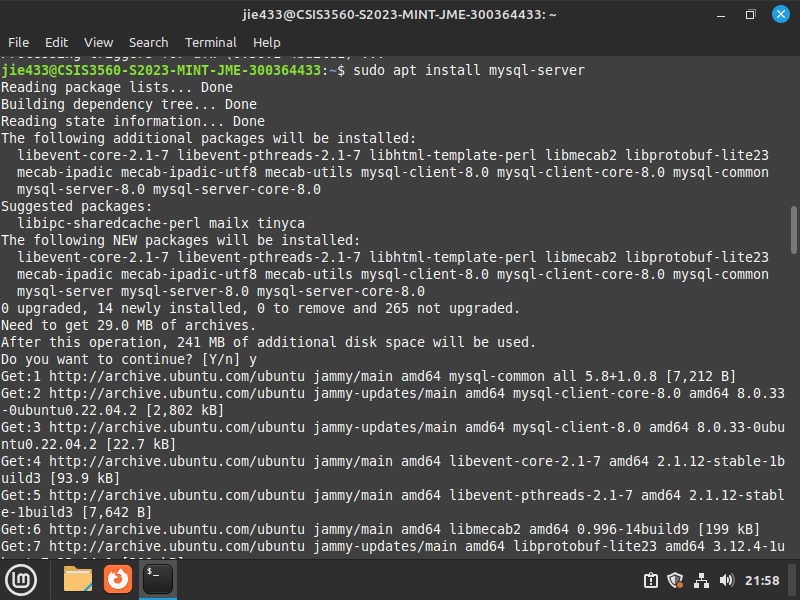 jie433@CSIS3560-S2023-MINT-JME-300364433: ~
File Edit View Search Terminal Help
jie433@CSIS3560-S2023-MINT-JME-300364433:~$ sudo apt install mysql-server
Reading package lists... Done
Building dependency tree... Done
Reading state information... Done
The following additional packages will be installed:
  libevent-core-2.1-7 libevent-pthreads-2.1-7 libhtml-template-perl libmecab2 libprotobuf-lite23
  mecab-ipadic mecab-ipadic-utf8 mecab-utils mysql-client-8.0 mysql-client-core-8.0 mysql-common
  mysql-server-8.0 mysql-server-core-8.0
Suggested packages:
  libipc-sharedcache-perl mailx tinyca
The following NEW packages will be installed:
  libevent-core-2.1-7 libevent-pthreads-2.1-7 libhtml-template-perl libmecab2 libprotobuf-lite23
  mecab-ipadic mecab-ipadic-utf8 mecab-utils mysql-client-8.0 mysql-client-core-8.0 mysql-common
  mysql-server mysql-server-8.0 mysql-server-core-8.0
0 upgraded, 14 newly installed, 0 to remove and 265 not upgraded.
Need to get 29.0 MB of archives.
After this operation, 241 MB of additional disk space will be used.
Do you want to continue? [Y/n] y
Get:1 http://archive.ubuntu.com/ubuntu jammy/main amd64 mysql-common all 5.8+1.0.8 [7,212 B]
Get:2 http://archive.ubuntu.com/ubuntu jammy-updates/main amd64 mysql-client-core-8.0 amd64 8.0.33
-0ubuntu0.22.04.2 [2,802 kB]
Get:3 http://archive.ubuntu.com/ubuntu jammy-updates/main amd64 mysql-client-8.0 amd64 8.0.33-0ubu
ntu0.22.04.2 [22.7 kB]
Get:4 http://archive.ubuntu.com/ubuntu jammy/main amd64 libevent-core-2.1-7 amd64 2.1.12-stable-1b
uild3 [93.9 kB]
Get:5 http://archive.ubuntu.com/ubuntu jammy/main amd64 libevent-pthreads-2.1-7 amd64 2.1.12-stabl
e-1build3 [7,642 B]
Get:6 http://archive.ubuntu.com/ubuntu jammy/main amd64 libmecab2 amd64 0.996-14build9 [199 kB]
Get:7 http://archive.ubuntu.com/ubuntu jammy-updates/main amd64 libprotobuf-lite23 amd64 3.12.4-1u
21:58